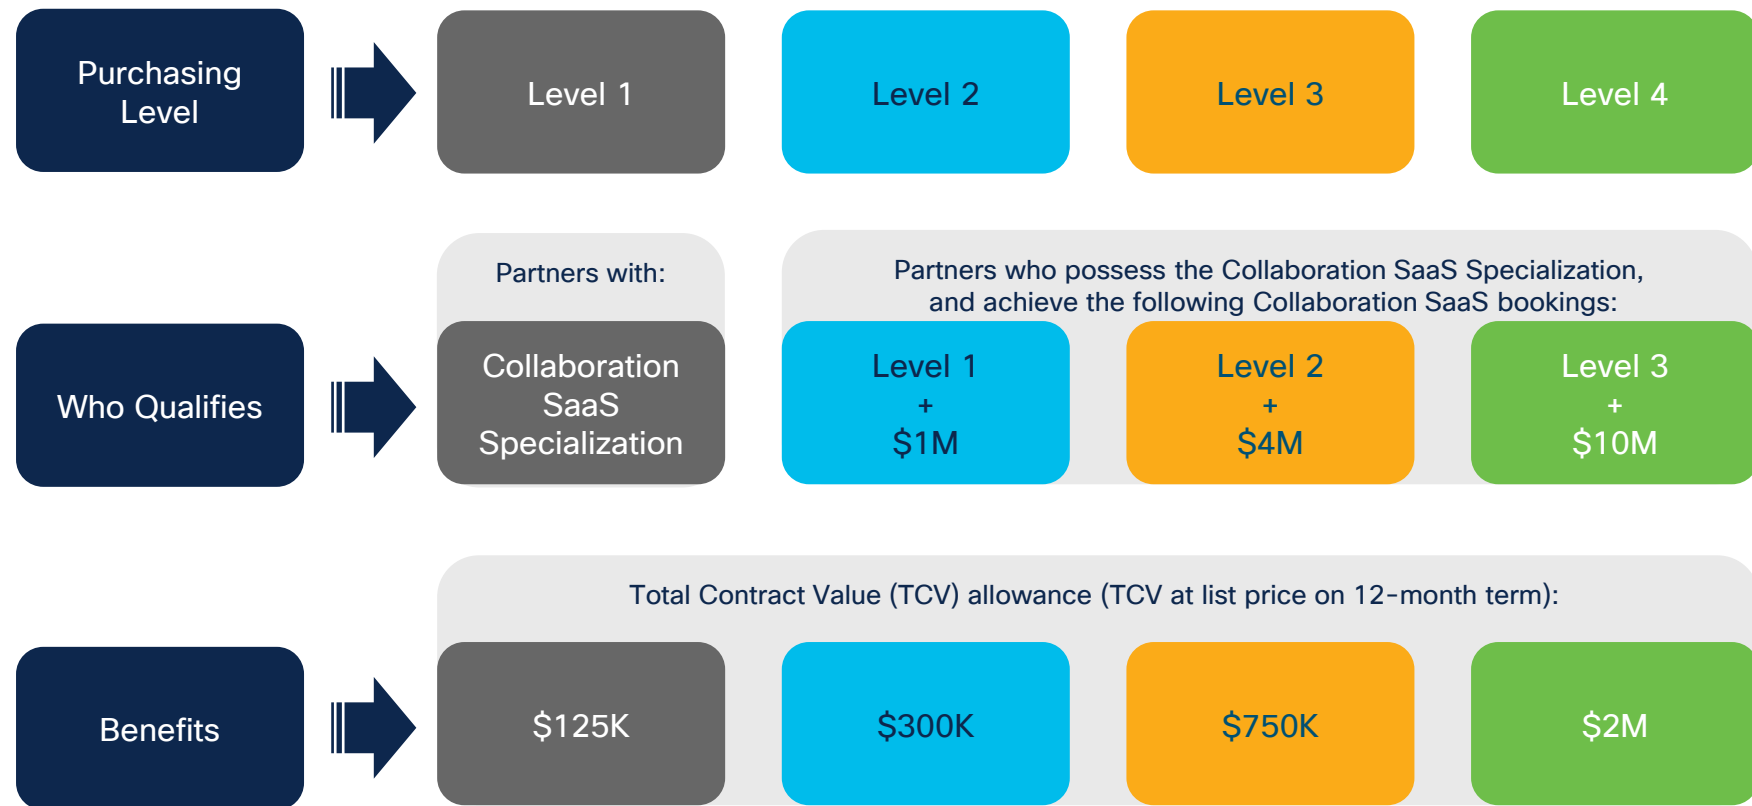 Purchasing
Level
Level 1
Level 2
Level 3
Level 4
Partners with:
Partners who possess the Collaboration SaaS Specialization,
and achieve the following Collaboration SaaS bookings:
Who Qualifies
Collaboration
SaaS
Specialization
Level 1
+
$1M
Level 2
+
$4M
Level 3
+
$10M
Total Contract Value (TCV) allowance (TCV at list price on 12-month term):
Benefits
$125K
$300K
$750K
$2M